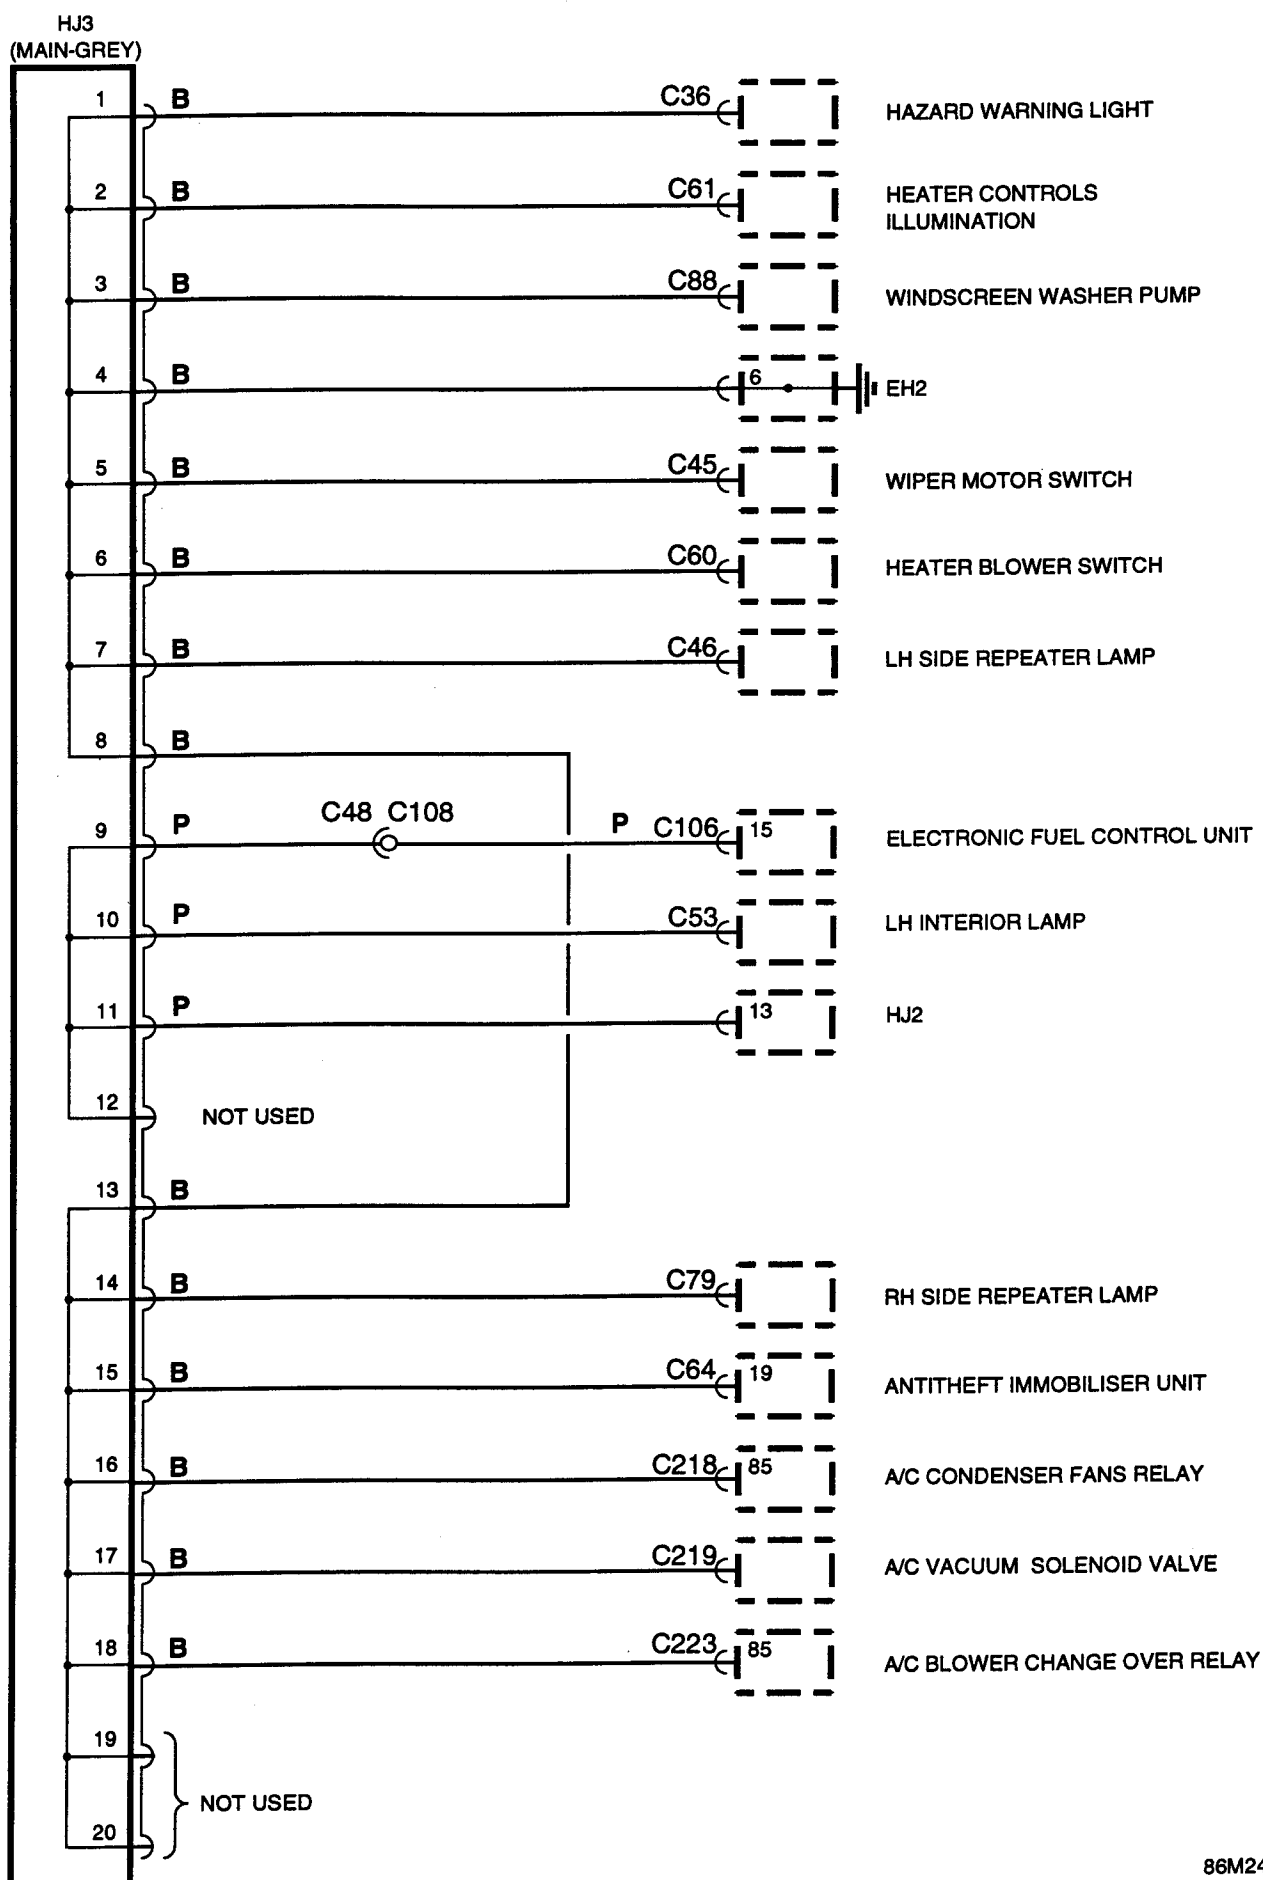 HJ3
(MAIN-GREY)
1 B C36 HAZARD WARNING LIGHT
2 B C61 HEATER CONTROLS
ILLUMINATION
3 B C88 WINDSCREEN WASHER PUMP
4 B 6 EH2
5 B C45 WIPER MOTOR SWITCH
6 B C60 HEATER BLOWER SWITCH
7 B C46 LH SIDE REPEATER LAMP
8 B
9 P C48 C108 P C106 15 ELECTRONIC FUEL CONTROL UNIT
10 P C53 LH INTERIOR LAMP
11 P 13 HJ2
12 NOT USED
13 B
14 B C79 RH SIDE REPEATER LAMP
15 B C64 19 ANTITHEFT IMMOBILISER UNIT
16 B C218 85 A/C CONDENSER FANS RELAY
17 B C219 A/C VACUUM SOLENOID VALVE
18 B C223 85 A/C BLOWER CHANGE OVER RELAY
19
NOT USED
20
86M24